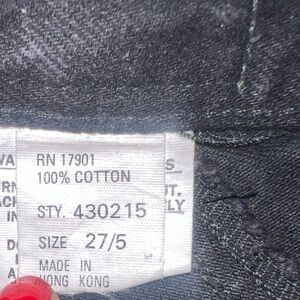 RN 17901
100% COTTON
STY. 430215
SIZE 27/5
MADE IN
HONG KONG